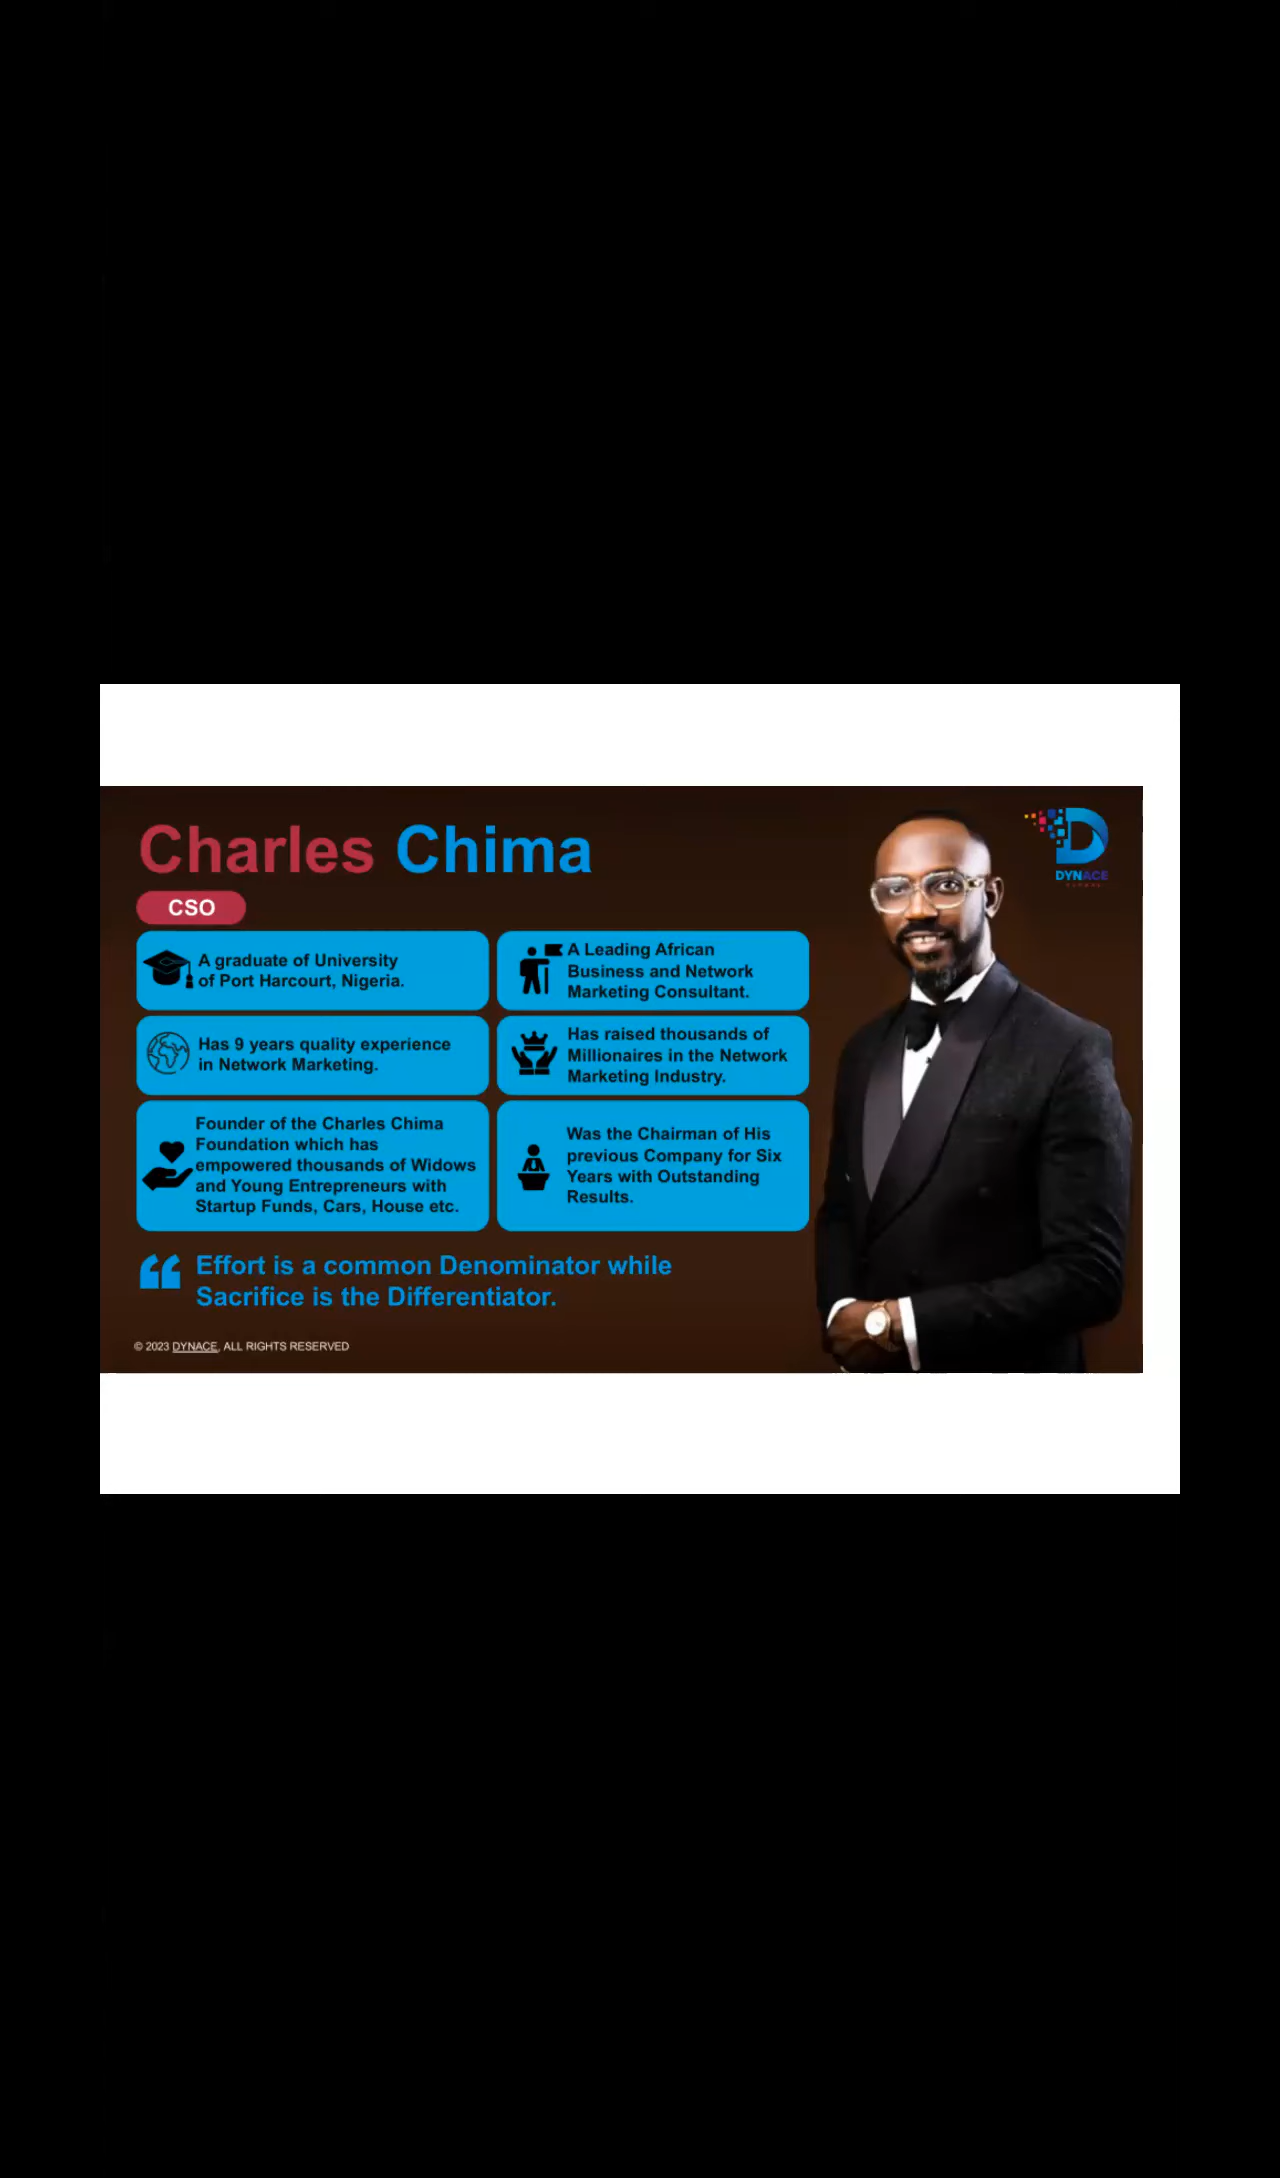 Charles Chima
CSO
DYNACE
A graduate of University
of Port Harcourt, Nigeria.
A Leading African
Business and Network
Marketing Consultant.
Has 9 years quality experience
in Network Marketing.
Has raised thousands of
Millionaires in the Network
Marketing Industry.
Founder of the Charles Chima
Foundation which has
empowered thousands of Widows
and Young Entrepreneurs with
Startup Funds, Cars, House etc.
Was the Chairman of His
previous Company for Six
Years with Outstanding
Results.
Effort is a common Denominator while
Sacrifice is the Differentiator.
© 2023 DYNACE, ALL RIGHTS RESERVED